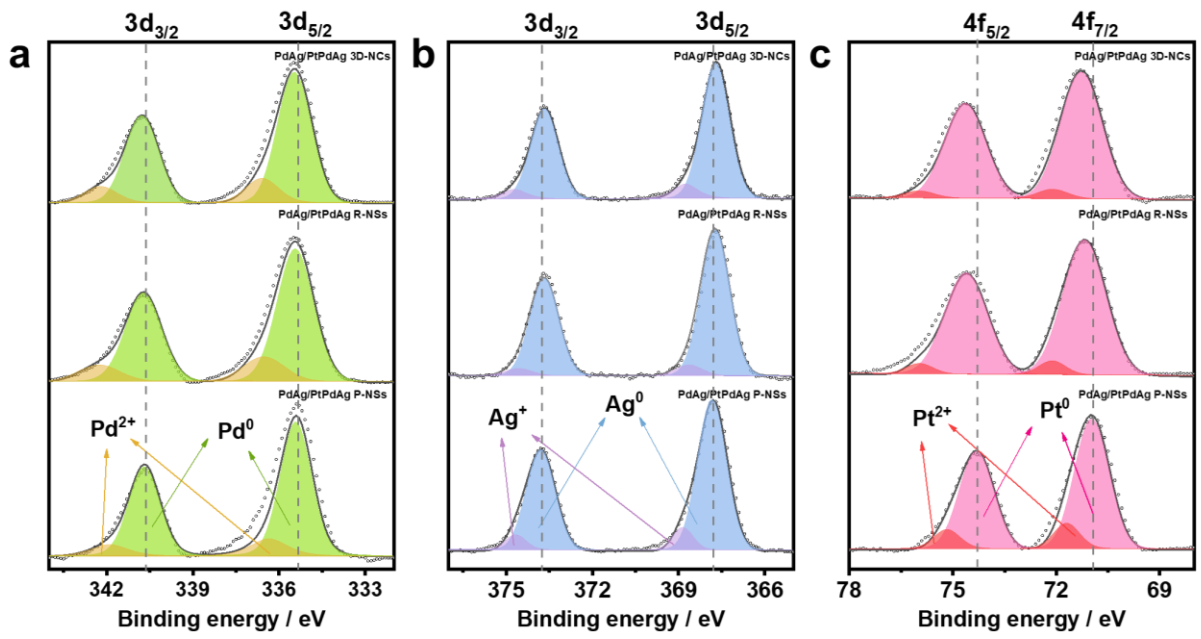 a
3d3/2 3d5/2
PdAg/PtPdAg 3D-NCs
PdAg/PtPdAg R-NSs
PdAg/PtPdAg P-NSs
Pd2+ Pd0
342 339 336 333
Binding energy / eV
b
3d3/2 3d5/2
PdAg/PtPdAg 3D-NCs
PdAg/PtPdAg R-NSs
PdAg/PtPdAg P-NSs
Ag+ Ag0
375 372 369 366
Binding energy / eV
c
4f5/2 4f7/2
PdAg/PtPdAg 3D-NCs
PdAg/PtPdAg R-NSs
PdAg/PtPdAg P-NSs
Pt2+ Pt0
78 75 72 69
Binding energy / eV